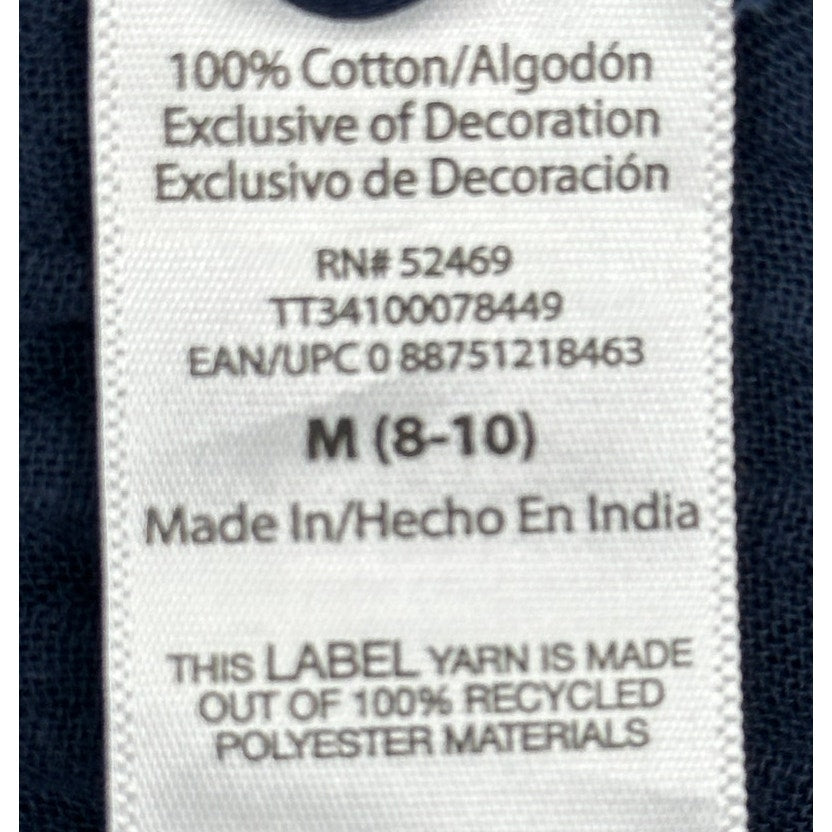 100% Cotton/Algodón
Exclusive of Decoration
Exclusivo de Decoración
RN# 52469
TT34100078449
EAN/UPC 0 88751218463
M (8-10)
Made In/Hecho En India
THIS LABEL YARN IS MADE
OUT OF 100% RECYCLED
POLYESTER MATERIALS